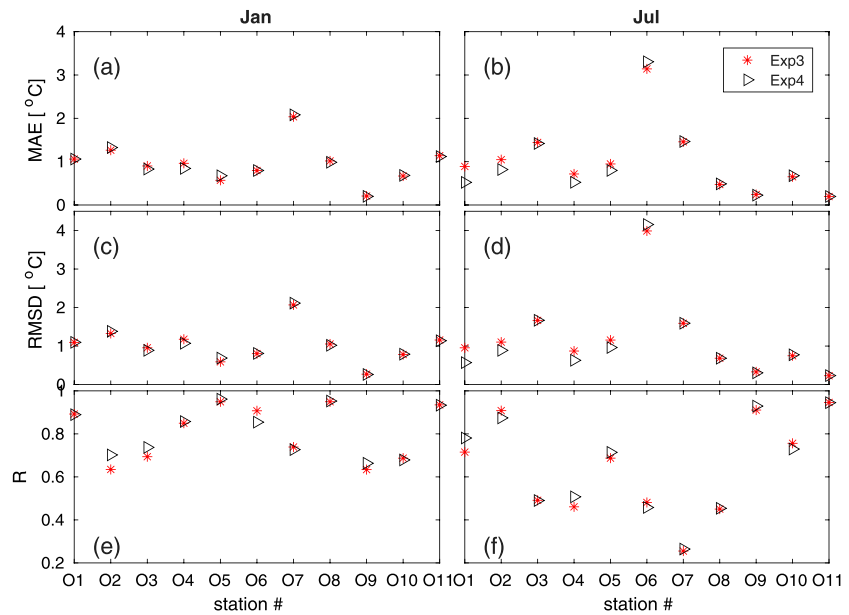 Jan
Jul
MAE [ °C]
4
3
2
1
0
(a)
(b)
Exp3
Exp4
RMSD [ °C]
4
3
2
1
0
(c)
(d)
R
1
0.8
0.6
0.4
0.2
(e)
(f)
O1 O2 O3 O4 O5 O6 O7 O8 O9 O10 O11
O1 O2 O3 O4 O5 O6 O7 O8 O9 O10 O11
station #
station #